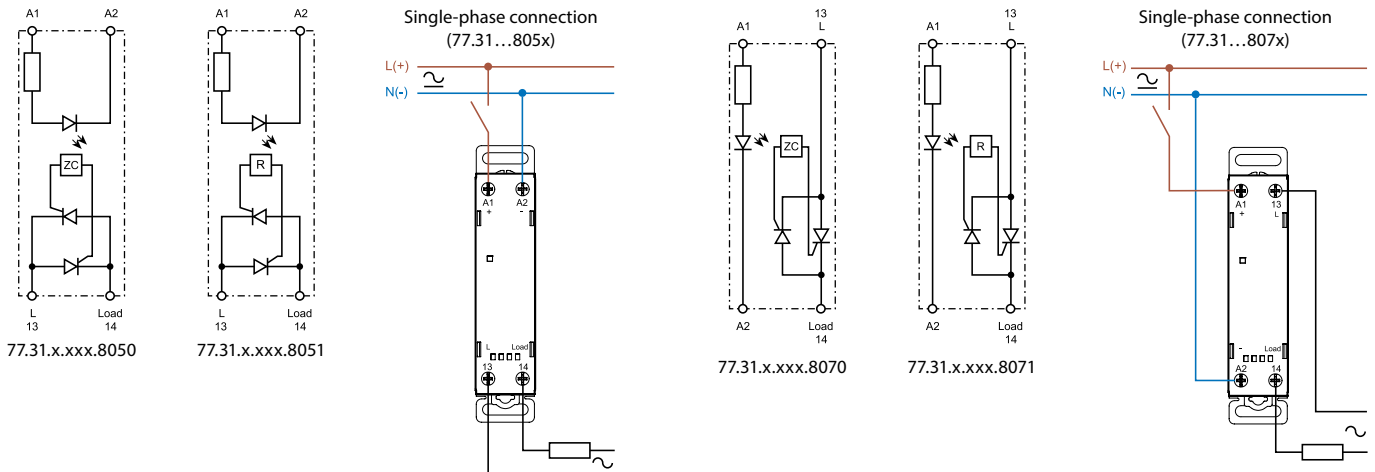 A1 A2
ZC
L Load
13 14
77.31.x.xxx.8050
A1 A2
R
L Load
13 14
77.31.x.xxx.8051
Single-phase connection
(77.31…805x)
L(+)
N(-)
A1 A2
+ -
L Load
13 14
13
A1 L
ZC
A2 Load
14
77.31.x.xxx.8070
13
A1 L
R
A2 Load
14
77.31.x.xxx.8071
Single-phase connection
(77.31…807x)
L(+)
N(-)
A1 13
+ L
- Load
A2 14